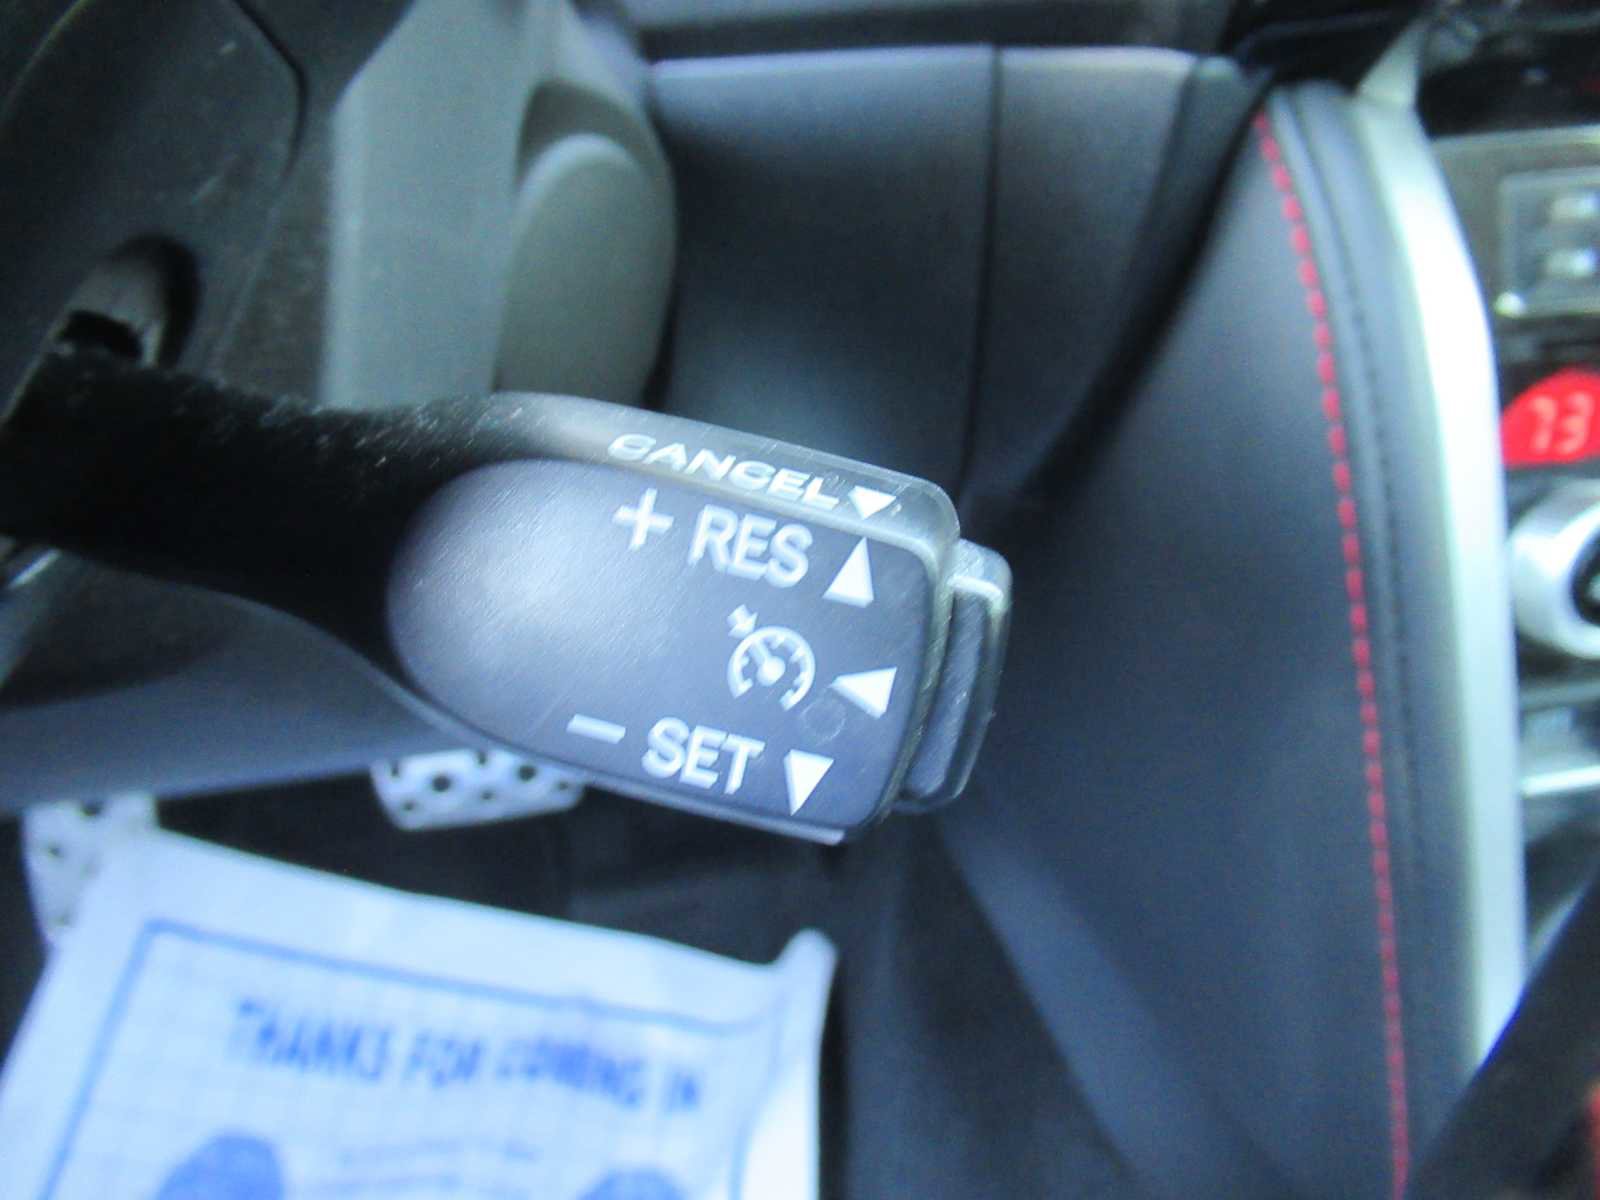 CANCEL▼
+ RES ▲
◀
− SET ▼
73
THANKS FOR COMING IN